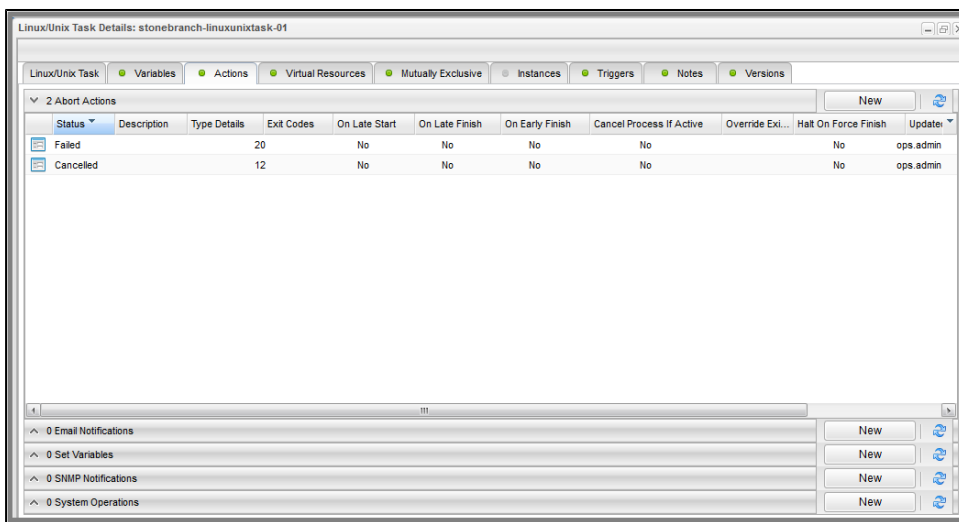 Linux/Unix Task Details: stonebranch-linuxunixtask-01
Linux/Unix Task Variables Actions Virtual Resources Mutually Exclusive Instances Triggers Notes Versions
2 Abort Actions New
Status Description Type Details Exit Codes On Late Start On Late Finish On Early Finish Cancel Process If Active Override Exi... Halt On Force Finish Update
Failed 20 No No No No No ops.admin
Cancelled 12 No No No No No ops.admin
0 Email Notifications New
0 Set Variables New
0 SNMP Notifications New
0 System Operations New